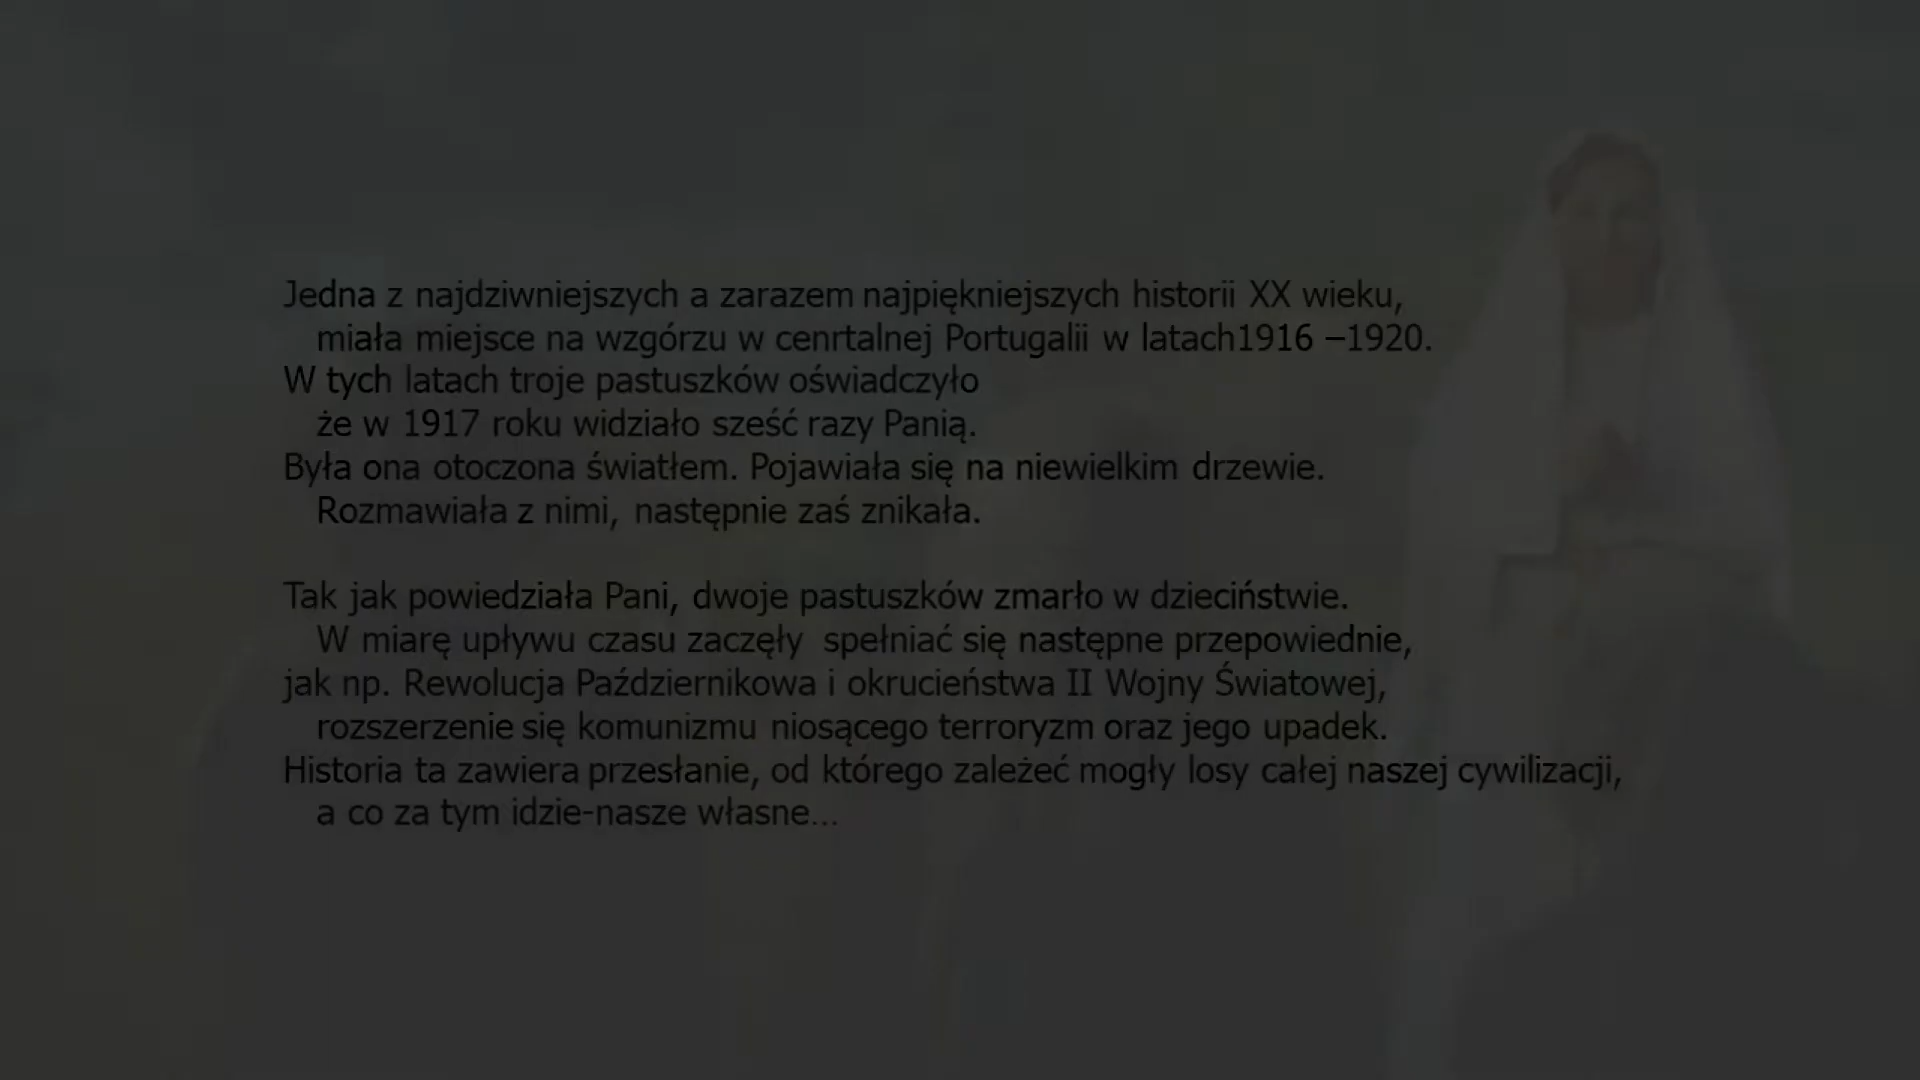 Jedna z najdziwniejszych a zarazem najpiękniejszych historii XX wieku,
miała miejsce na wzgórzu w cenrtalnej Portugalii w latach1916 –1920.
W tych latach troje pastuszków oświadczyło
że w 1917 roku widziało sześć razy Panią.
Była ona otoczona światłem. Pojawiała się na niewielkim drzewie.
Rozmawiała z nimi, następnie zaś znikała.
Tak jak powiedziała Pani, dwoje pastuszków zmarło w dzieciństwie.
W miarę upływu czasu zaczęły spełniać się następne przepowiednie,
jak np. Rewolucja Październikowa i okrucieństwa II Wojny Światowej,
rozszerzenie się komunizmu niosącego terroryzm oraz jego upadek.
Historia ta zawiera przesłanie, od którego zależeć mogły losy całej naszej cywilizacji,
a co za tym idzie-nasze własne...